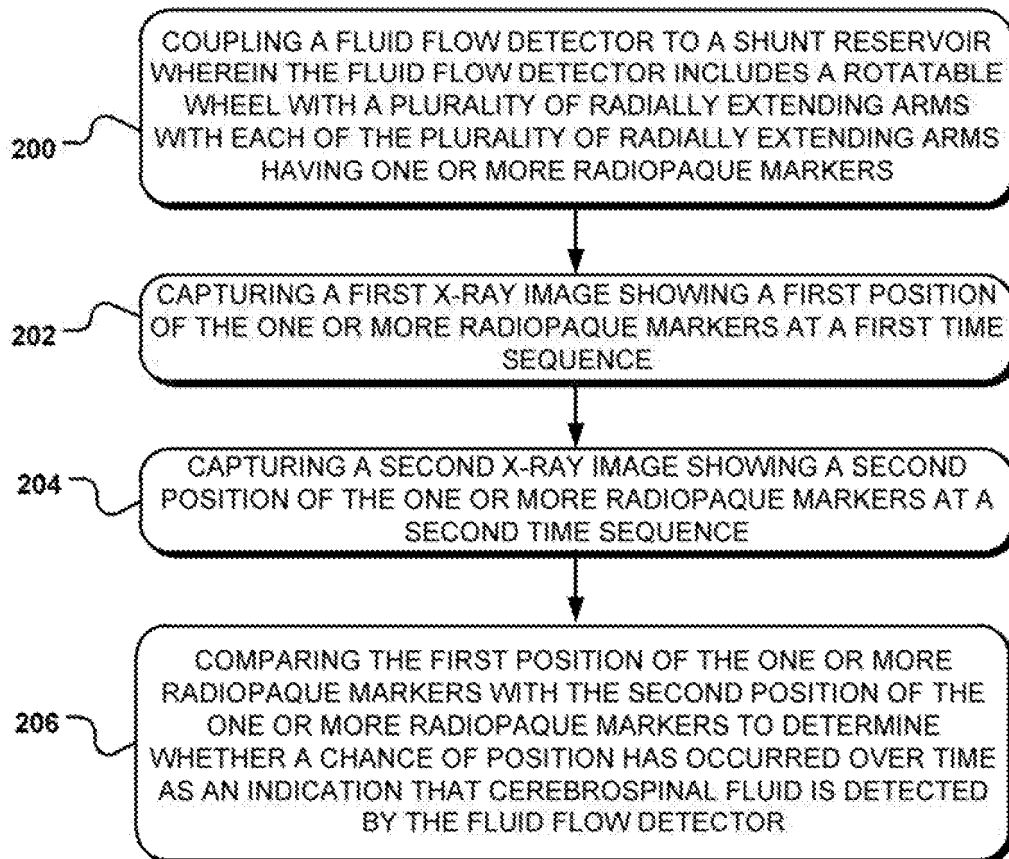 COUPLING A FLUID FLOW DETECTOR TO A SHUNT RESERVOIR
WHEREIN THE FLUID FLOW DETECTOR INCLUDES A ROTATABLE
WHEEL WITH A PLURALITY OF RADIALLY EXTENDING ARMS
WITH EACH OF THE PLURALITY OF RADIALLY EXTENDING ARMS
HAVING ONE OR MORE RADIOPAQUE MARKERS
200
CAPTURING A FIRST X-RAY IMAGE SHOWING A FIRST POSITION
OF THE ONE OR MORE RADIOPAQUE MARKERS AT A FIRST TIME
SEQUENCE
202
CAPTURING A SECOND X-RAY IMAGE SHOWING A SECOND
POSITION OF THE ONE OR MORE RADIOPAQUE MARKERS AT A
SECOND TIME SEQUENCE
204
COMPARING THE FIRST POSITION OF THE ONE OR MORE
RADIOPAQUE MARKERS WITH THE SECOND POSITION OF THE
ONE OR MORE RADIOPAQUE MARKERS TO DETERMINE
WHETHER A CHANCE OF POSITION HAS OCCURRED OVER TIME
AS AN INDICATION THAT CEREBROSPINAL FLUID IS DETECTED
BY THE FLUID FLOW DETECTOR
206